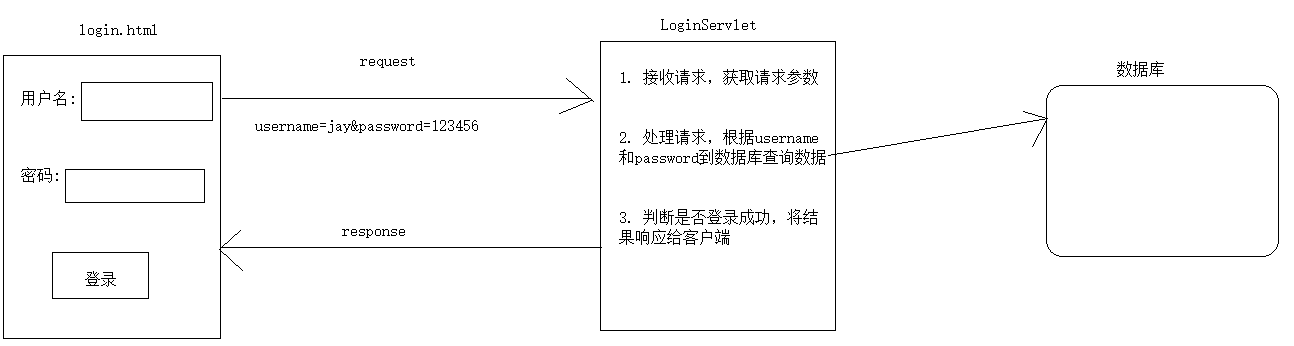 login.html
用户名:
密码:
登录
request
username=jay&password=123456
response
LoginServlet
1. 接收请求，获取请求参数
2. 处理请求，根据username
和password到数据库查询数据
3. 判断是否登录成功，将结
果响应给客户端
数据库